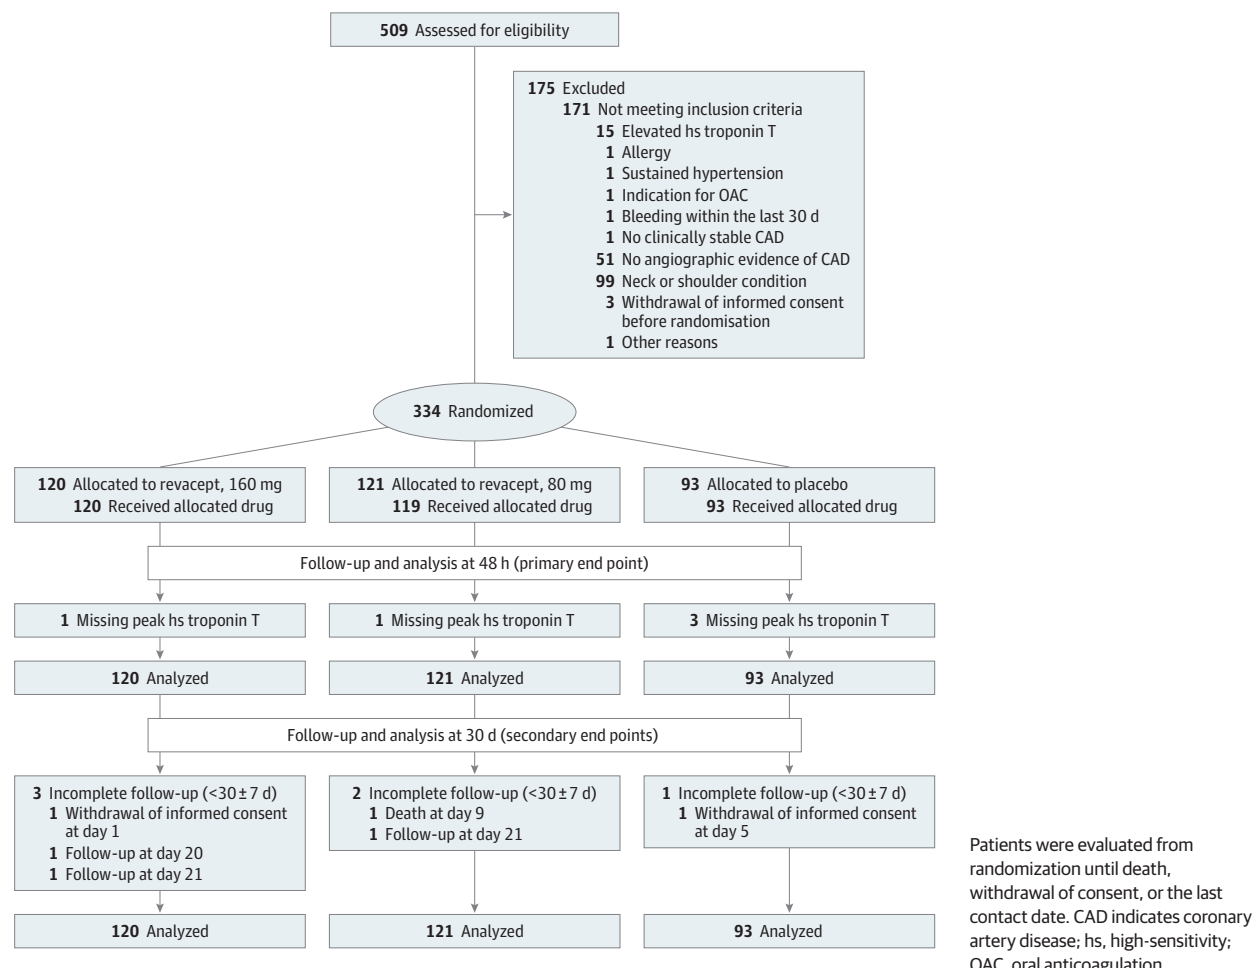 509 Assessed for eligibility
175 Excluded
171 Not meeting inclusion criteria
15 Elevated hs troponin T
1 Allergy
1 Sustained hypertension
1 Indication for OAC
1 Bleeding within the last 30 d
1 No clinically stable CAD
51 No angiographic evidence of CAD
99 Neck or shoulder condition
3 Withdrawal of informed consent
before randomisation
1 Other reasons
334 Randomized
120 Allocated to revacept, 160 mg
120 Received allocated drug
121 Allocated to revacept, 80 mg
119 Received allocated drug
93 Allocated to placebo
93 Received allocated drug
Follow-up and analysis at 48 h (primary end point)
1 Missing peak hs troponin T
1 Missing peak hs troponin T
3 Missing peak hs troponin T
120 Analyzed
121 Analyzed
93 Analyzed
Follow-up and analysis at 30 d (secondary end points)
3 Incomplete follow-up (<30 ± 7 d)
1 Withdrawal of informed consent
at day 1
1 Follow-up at day 20
1 Follow-up at day 21
2 Incomplete follow-up (<30 ± 7 d)
1 Death at day 9
1 Follow-up at day 21
1 Incomplete follow-up (<30 ± 7 d)
1 Withdrawal of informed consent
at day 5
120 Analyzed
121 Analyzed
93 Analyzed
Patients were evaluated from
randomization until death,
withdrawal of consent, or the last
contact date. CAD indicates coronary
artery disease; hs, high-sensitivity;
OAC, oral anticoagulation